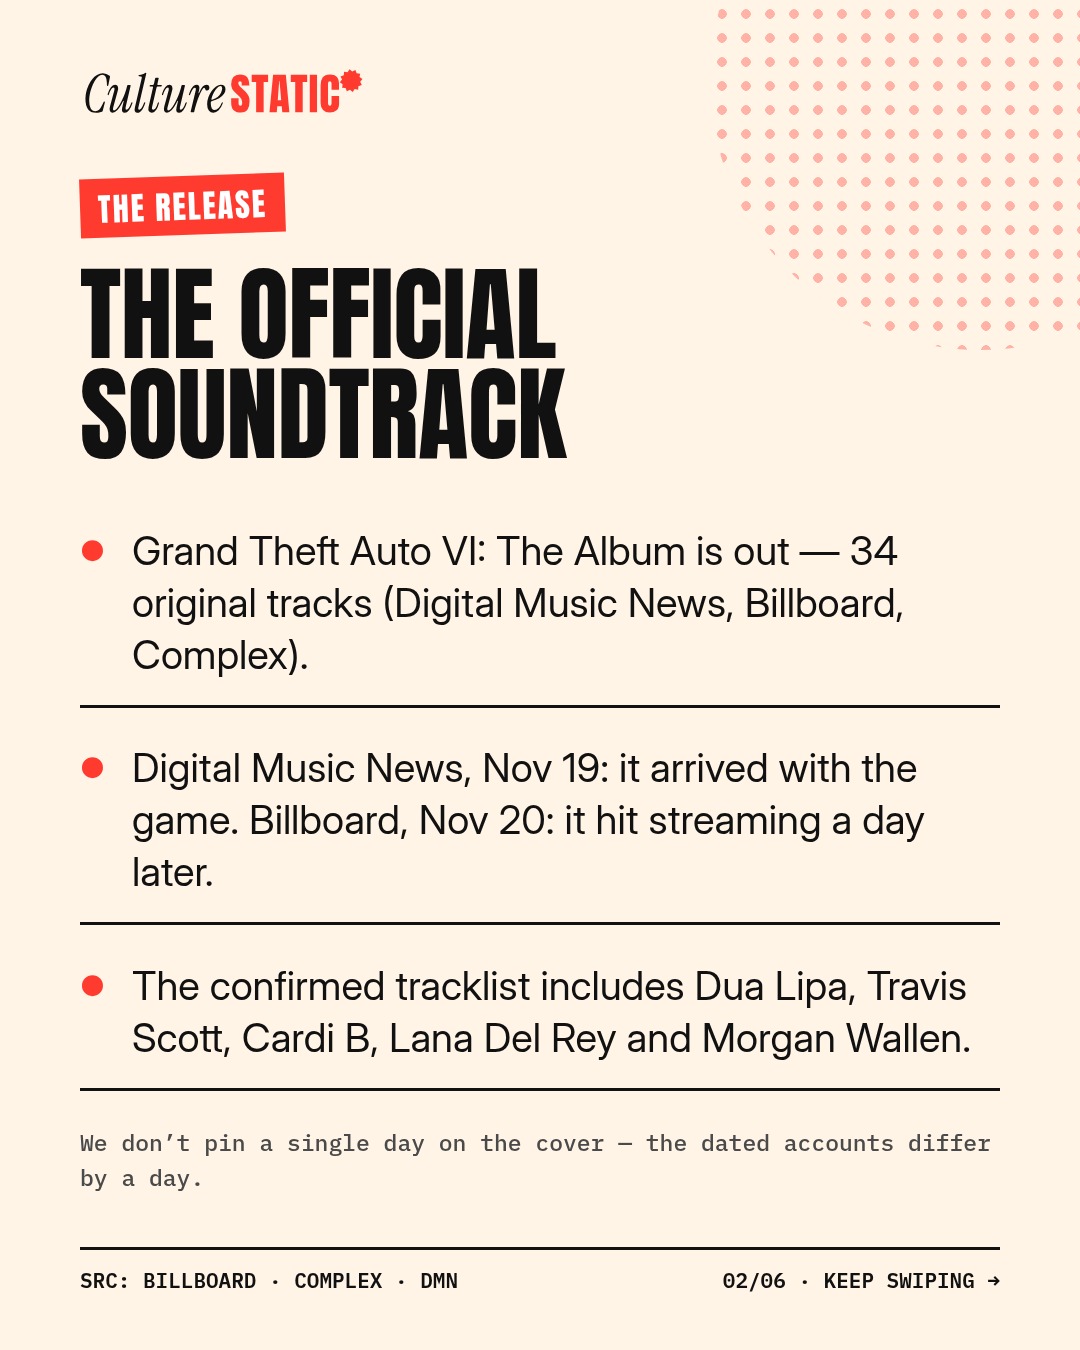 Culture STATIC
THE RELEASE
THE OFFICIAL
SOUNDTRACK
Grand Theft Auto VI: The Album is out — 34
original tracks (Digital Music News, Billboard,
Complex).
Digital Music News, Nov 19: it arrived with the
game. Billboard, Nov 20: it hit streaming a day
later.
The confirmed tracklist includes Dua Lipa, Travis
Scott, Cardi B, Lana Del Rey and Morgan Wallen.
We don’t pin a single day on the cover — the dated accounts differ
by a day.
SRC: BILLBOARD · COMPLEX · DMN
02/06 · KEEP SWIPING →